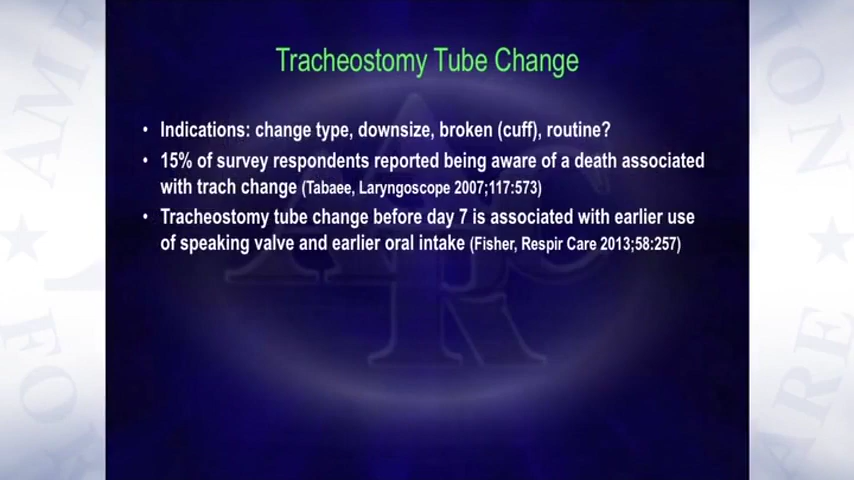 Tracheostomy Tube Change
• Indications: change type, downsize, broken (cuff), routine?
• 15% of survey respondents reported being aware of a death associated
with trach change (Tabaee, Laryngoscope 2007;117:573)
• Tracheostomy tube change before day 7 is associated with earlier use
of speaking valve and earlier oral intake (Fisher, Respir Care 2013;58:257)